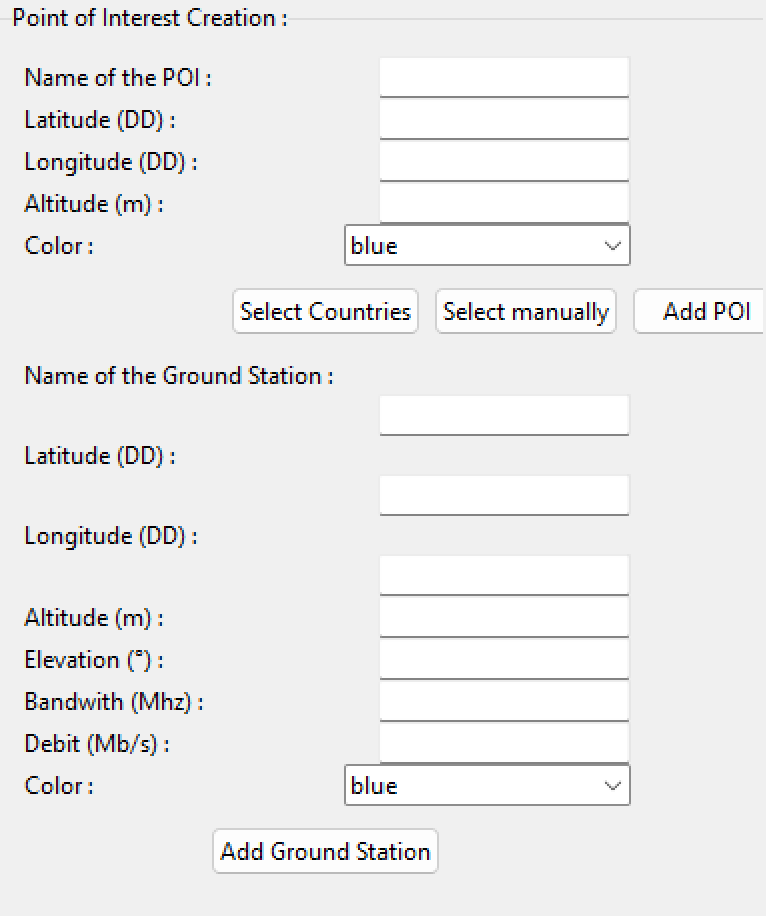 Point of Interest Creation :
Name of the POI :
Latitude (DD) :
Longitude (DD) :
Altitude (m) :
Color : blue
Select Countries Select manually Add POI
Name of the Ground Station :
Latitude (DD) :
Longitude (DD) :
Altitude (m) :
Elevation (°) :
Bandwith (Mhz) :
Debit (Mb/s) :
Color : blue
Add Ground Station